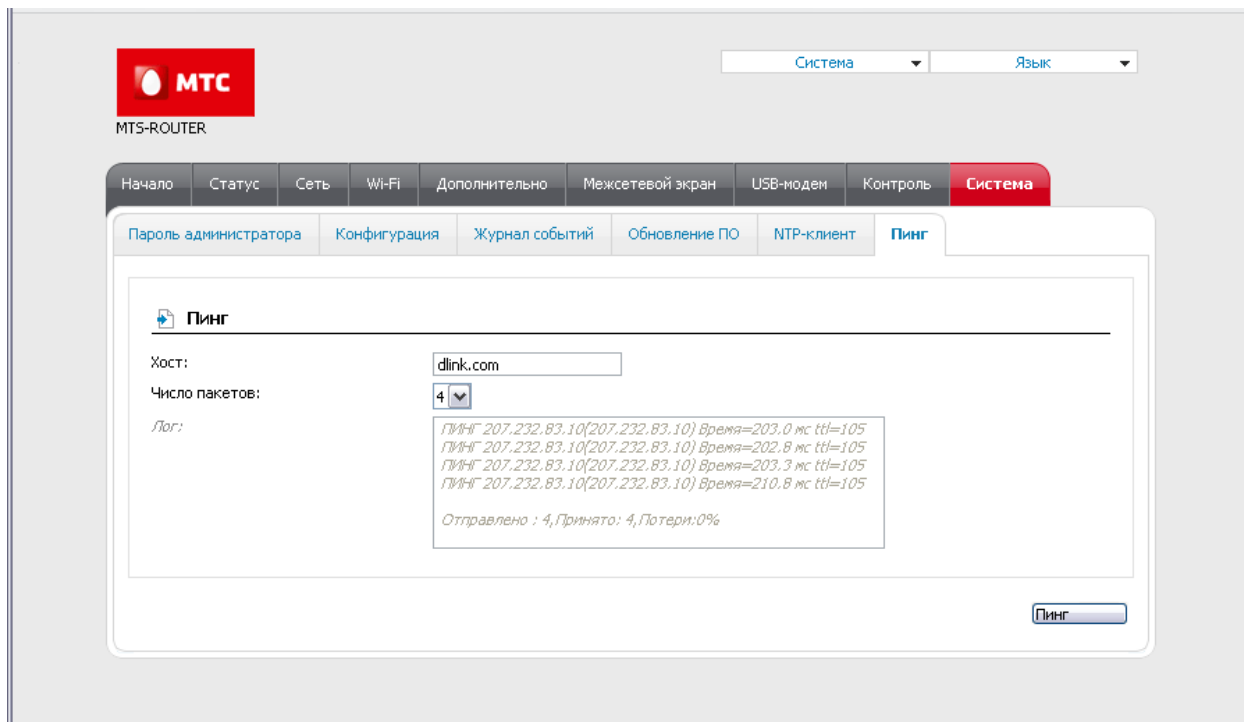 МТС
Система Язык
MTS-ROUTER
Начало Статус Сеть Wi-Fi Дополнительно Межсетевой экран USB-модем Контроль Система
Пароль администратора Конфигурация Журнал событий Обновление ПО NTP-клиент Пинг
Пинг
Хост: dlink.com
Число пакетов: 4
Лог:
ПИНГ 207.232.83.10(207.232.83.10) Время=203.0 мс ttl=105
ПИНГ 207.232.83.10(207.232.83.10) Время=202.8 мс ttl=105
ПИНГ 207.232.83.10(207.232.83.10) Время=203.3 мс ttl=105
ПИНГ 207.232.83.10(207.232.83.10) Время=210.8 мс ttl=105
Отправлено : 4,Принято: 4,Потери:0%
Пинг